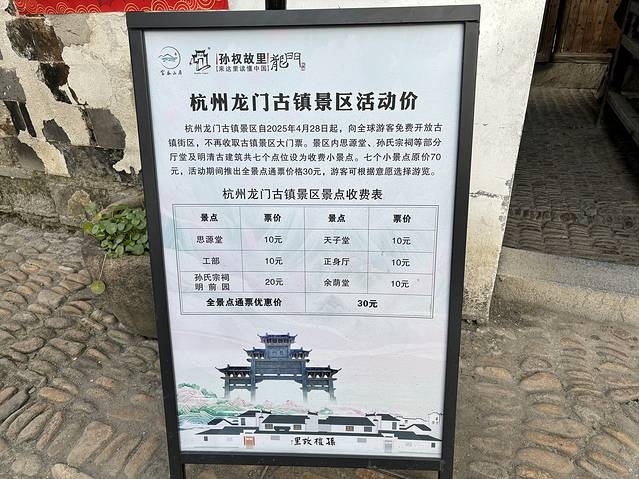 富春山居
孙权故里
来这里读懂中国
龍門
杭州龙门古镇景区活动价
杭州龙门古镇景区自2025年4月28日起，向全球游客免费开放古
镇街区，不再收取古镇景区大门票。景区内思源堂、孙氏宗祠等部分
厅堂及明清古建筑共七个点位设为收费小景点。七个小景点原价70
元，活动期间推出全景点通票价格30元，游客可根据意愿选择游览。
杭州龙门古镇景区景点收费表
景点 票价 景点 票价
思源堂 10元 天子堂 10元
工部 10元 正身厅 10元
孙氏宗祠
明前园 20元 余荫堂 10元
全景点通票优惠价 30元
里故權孫